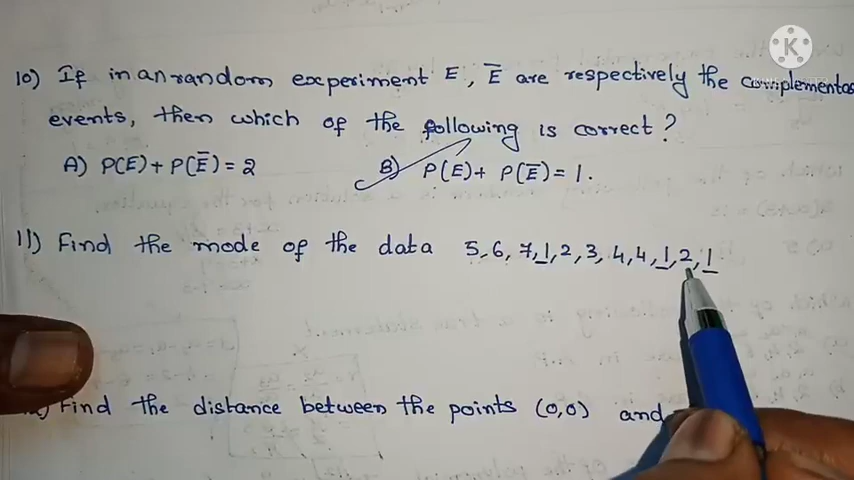 10) If in an random experiment E, E̅ are respectively the complementas
events, then which of the following is correct?
A) P(E) + P(E̅) = 2 B) P(E) + P(E̅) = 1.
11) Find the mode of the data 5, 6, 7, 1, 2, 3, 4, 4, 1, 2, 1
Find the distance between the points (0,0) and